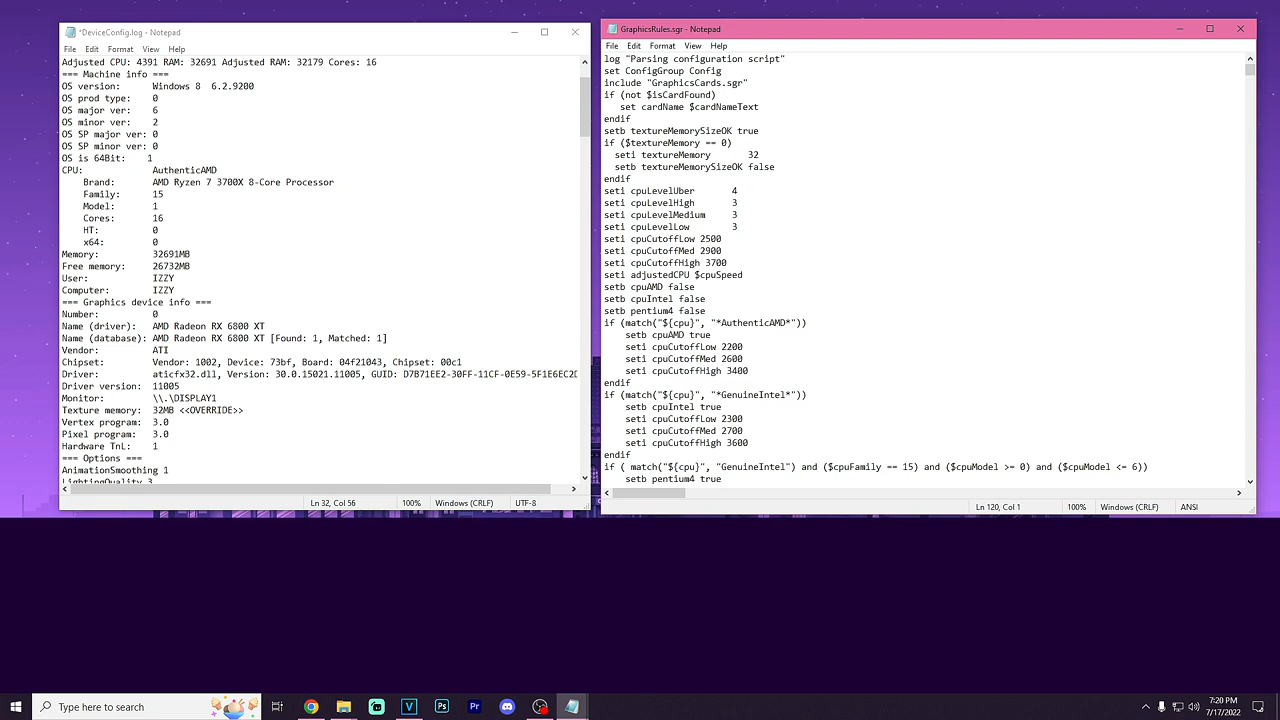 *DeviceConfig.log - Notepad
File Edit Format View Help
Adjusted CPU: 4391 RAM: 32691 Adjusted RAM: 32179 Cores: 16
=== Machine info ===
OS version: Windows 8 6.2.9200
OS prod type: 0
OS major ver: 6
OS minor ver: 2
OS SP major ver: 0
OS SP minor ver: 0
OS is 64Bit: 1
CPU: AuthenticAMD
Brand: AMD Ryzen 7 3700X 8-Core Processor
Family: 15
Model: 1
Cores: 16
HT: 0
x64: 0
Memory: 32691MB
Free memory: 26732MB
User: IZZY
Computer: IZZY
=== Graphics device info ===
Number: 0
Name (driver): AMD Radeon RX 6800 XT
Name (database): AMD Radeon RX 6800 XT [Found: 1, Matched: 1]
Vendor: ATI
Chipset: Vendor: 1002, Device: 73bf, Board: 04f21043, Chipset: 00c1
Driver: aticfx32.dll, Version: 30.0.15021.11005, GUID: D7B71EE2-30FF-11CF-0E59-5F1E6EC2D
Driver version: 11005
Monitor: \\.\DISPLAY1
Texture memory: 32MB <<OVERRIDE>>
Vertex program: 3.0
Pixel program: 3.0
Hardware TnL: 1
=== Options ===
AnimationSmoothing 1
LightingQuality 3
Ln 32, Col 56 100% Windows (CRLF) UTF-8
GraphicsRules.sgr - Notepad
File Edit Format View Help
log "Parsing configuration script"
set ConfigGroup Config
include "GraphicsCards.sgr"
if (not $isCardFound)
set cardName $cardNameText
endif
setb textureMemorySizeOK true
if ($textureMemory == 0)
seti textureMemory 32
setb textureMemorySizeOK false
endif
seti cpuLevelUber 4
seti cpuLevelHigh 3
seti cpuLevelMedium 3
seti cpuLevelLow 3
seti cpuCutoffLow 2500
seti cpuCutoffMed 2900
seti cpuCutoffHigh 3700
seti adjustedCPU $cpuSpeed
setb cpuAMD false
setb cpuIntel false
setb pentium4 false
if (match("${cpu}", "*AuthenticAMD*"))
setb cpuAMD true
seti cpuCutoffLow 2200
seti cpuCutoffMed 2600
seti cpuCutoffHigh 3400
endif
if (match("${cpu}", "*GenuineIntel*"))
setb cpuIntel true
seti cpuCutoffLow 2300
seti cpuCutoffMed 2700
seti cpuCutoffHigh 3600
endif
if ( match("${cpu}", "GenuineIntel") and ($cpuFamily == 15) and ($cpuModel >= 0) and ($cpuModel <= 6))
setb pentium4 true
Ln 120, Col 1 100% Windows (CRLF) ANSI
Type here to search
V
Ps
Pr
7:20 PM
7/17/2022